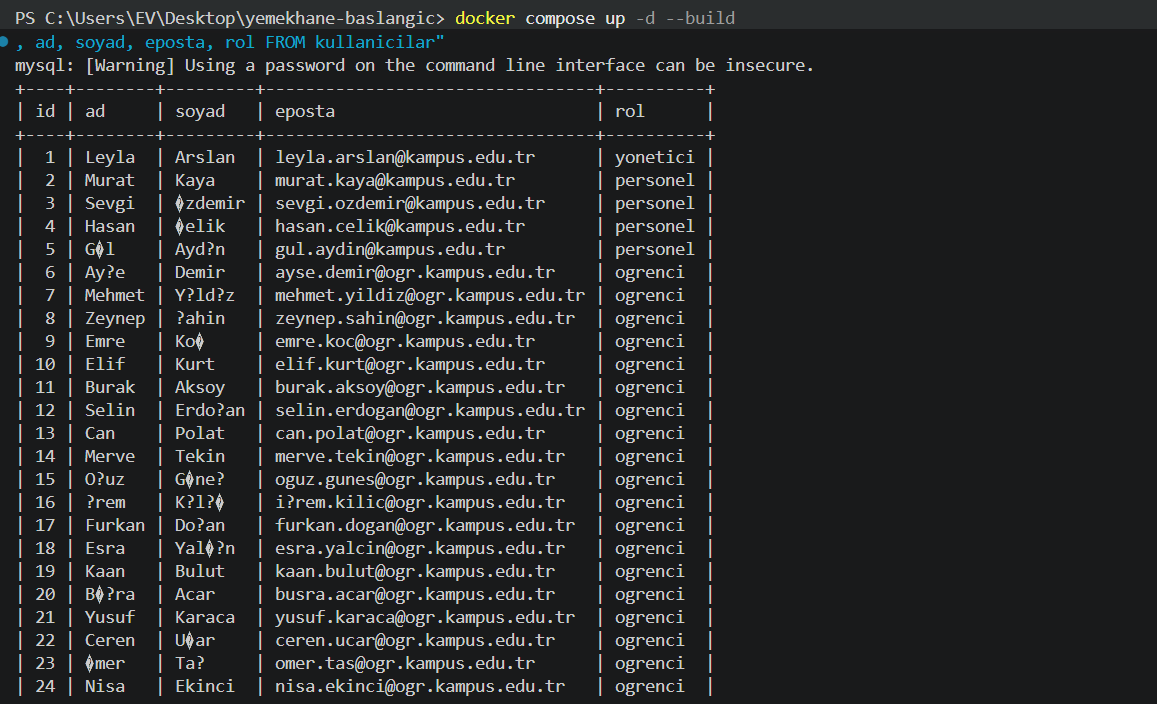 PS C:\Users\EV\Desktop\yemekhane-baslangic> docker compose up -d --build
, ad, soyad, eposta, rol FROM kullanicilar"
mysql: [Warning] Using a password on the command line interface can be insecure.
+----+---------+----------+---------------------------------+----------+
| id | ad | soyad | eposta | rol |
+----+---------+----------+---------------------------------+----------+
| 1 | Leyla | Arslan | leyla.arslan@kampus.edu.tr | yonetici |
| 2 | Murat | Kaya | murat.kaya@kampus.edu.tr | personel |
| 3 | Sevgi | �zdemir | sevgi.ozdemir@kampus.edu.tr | personel |
| 4 | Hasan | �elik | hasan.celik@kampus.edu.tr | personel |
| 5 | G�l | Ayd?n | gul.aydin@kampus.edu.tr | personel |
| 6 | Ay?e | Demir | ayse.demir@ogr.kampus.edu.tr | ogrenci |
| 7 | Mehmet | Y?ld?z | mehmet.yildiz@ogr.kampus.edu.tr | ogrenci |
| 8 | Zeynep | ?ahin | zeynep.sahin@ogr.kampus.edu.tr | ogrenci |
| 9 | Emre | Ko� | emre.koc@ogr.kampus.edu.tr | ogrenci |
| 10 | Elif | Kurt | elif.kurt@ogr.kampus.edu.tr | ogrenci |
| 11 | Burak | Aksoy | burak.aksoy@ogr.kampus.edu.tr | ogrenci |
| 12 | Selin | Erdo?an | selin.erdogan@ogr.kampus.edu.tr | ogrenci |
| 13 | Can | Polat | can.polat@ogr.kampus.edu.tr | ogrenci |
| 14 | Merve | Tekin | merve.tekin@ogr.kampus.edu.tr | ogrenci |
| 15 | O?uz | G�ne? | oguz.gunes@ogr.kampus.edu.tr | ogrenci |
| 16 | ?rem | K?l?� | i?rem.kilic@ogr.kampus.edu.tr | ogrenci |
| 17 | Furkan | Do?an | furkan.dogan@ogr.kampus.edu.tr | ogrenci |
| 18 | Esra | Yal�?n | esra.yalcin@ogr.kampus.edu.tr | ogrenci |
| 19 | Kaan | Bulut | kaan.bulut@ogr.kampus.edu.tr | ogrenci |
| 20 | B�?ra | Acar | busra.acar@ogr.kampus.edu.tr | ogrenci |
| 21 | Yusuf | Karaca | yusuf.karaca@ogr.kampus.edu.tr | ogrenci |
| 22 | Ceren | U�ar | ceren.ucar@ogr.kampus.edu.tr | ogrenci |
| 23 | �mer | Ta? | omer.tas@ogr.kampus.edu.tr | ogrenci |
| 24 | Nisa | Ekinci | nisa.ekinci@ogr.kampus.edu.tr | ogrenci |